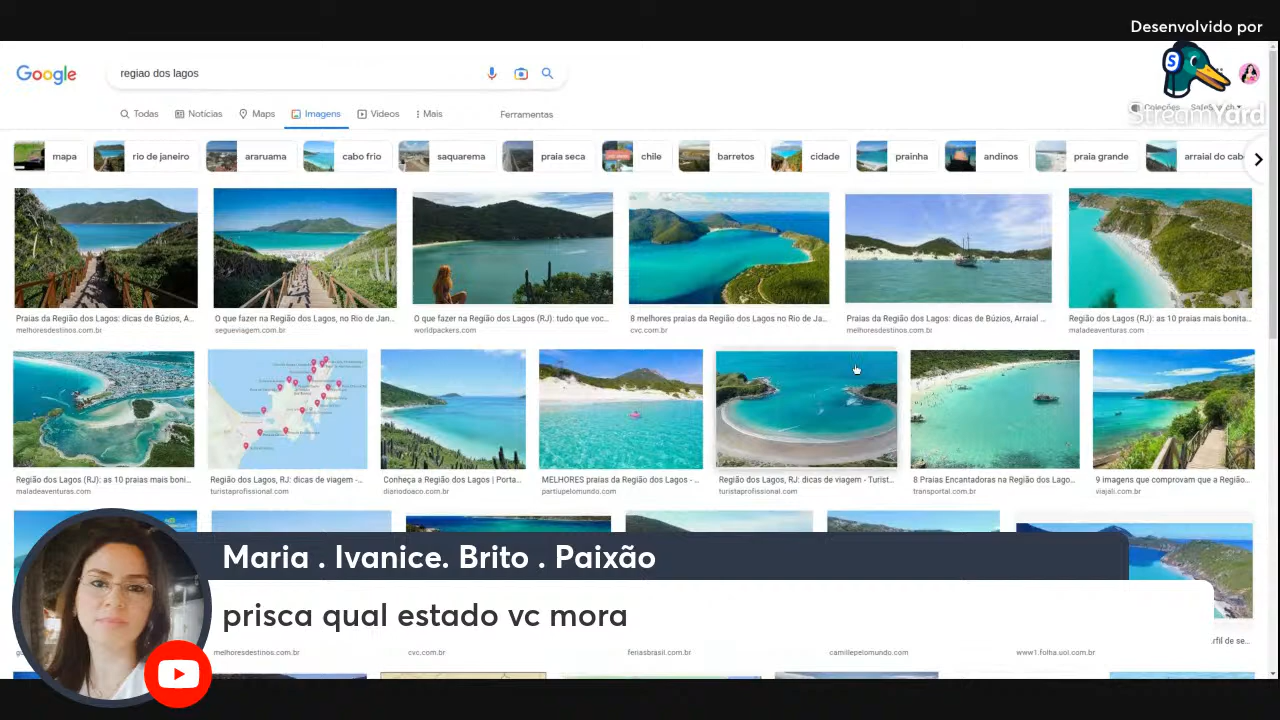 Desenvolvido por
StreamYard
Google
regiao dos lagos
Todas
Notícias
Maps
Imagens
Vídeos
Mais
Ferramentas
Coleções
SafeSearch
mapa
rio de janeiro
araruama
cabo frio
saquarema
praia seca
chile
barretos
cidade
prainha
andinos
praia grande
arraial do cab
Praias da Região dos Lagos: dicas de Búzios, A...
melhoresdestinos.com.br
O que fazer na Região dos Lagos, no Rio de Jan...
segueviagem.com.br
O que fazer na Região dos Lagos (RJ): tudo que voc...
worldpackers.com
8 melhores praias da Região dos Lagos no Rio de Ja...
cvc.com.br
Praias da Região dos Lagos: dicas de Búzios, Arraial ...
melhoresdestinos.com.br
Região dos Lagos (RJ): as 10 praias mais bonita...
maladeaventuras.com
Região dos Lagos (RJ): as 10 praias mais boni...
maladeaventuras.com
Região dos Lagos, RJ: dicas de viagem -...
turistaprofissional.com
Conheça a Região dos Lagos | Porta...
diariodoaco.com.br
MELHORES praias da Região dos Lagos - ...
partiupelomundo.com
Região dos Lagos, RJ: dicas de viagem - Turist...
turistaprofissional.com
8 Praias Encantadoras na Região dos Lago...
transportal.com.br
9 imagens que comprovam que a Região...
viajali.com.br
Maria . Ivanice. Brito . Paixão
prisca qual estado vc mora
rfil de se...
melhoresdestinos.com.br
cvc.com.br
feriasbrasil.com.br
camillepelomundo.com
www1.folha.uol.com.br